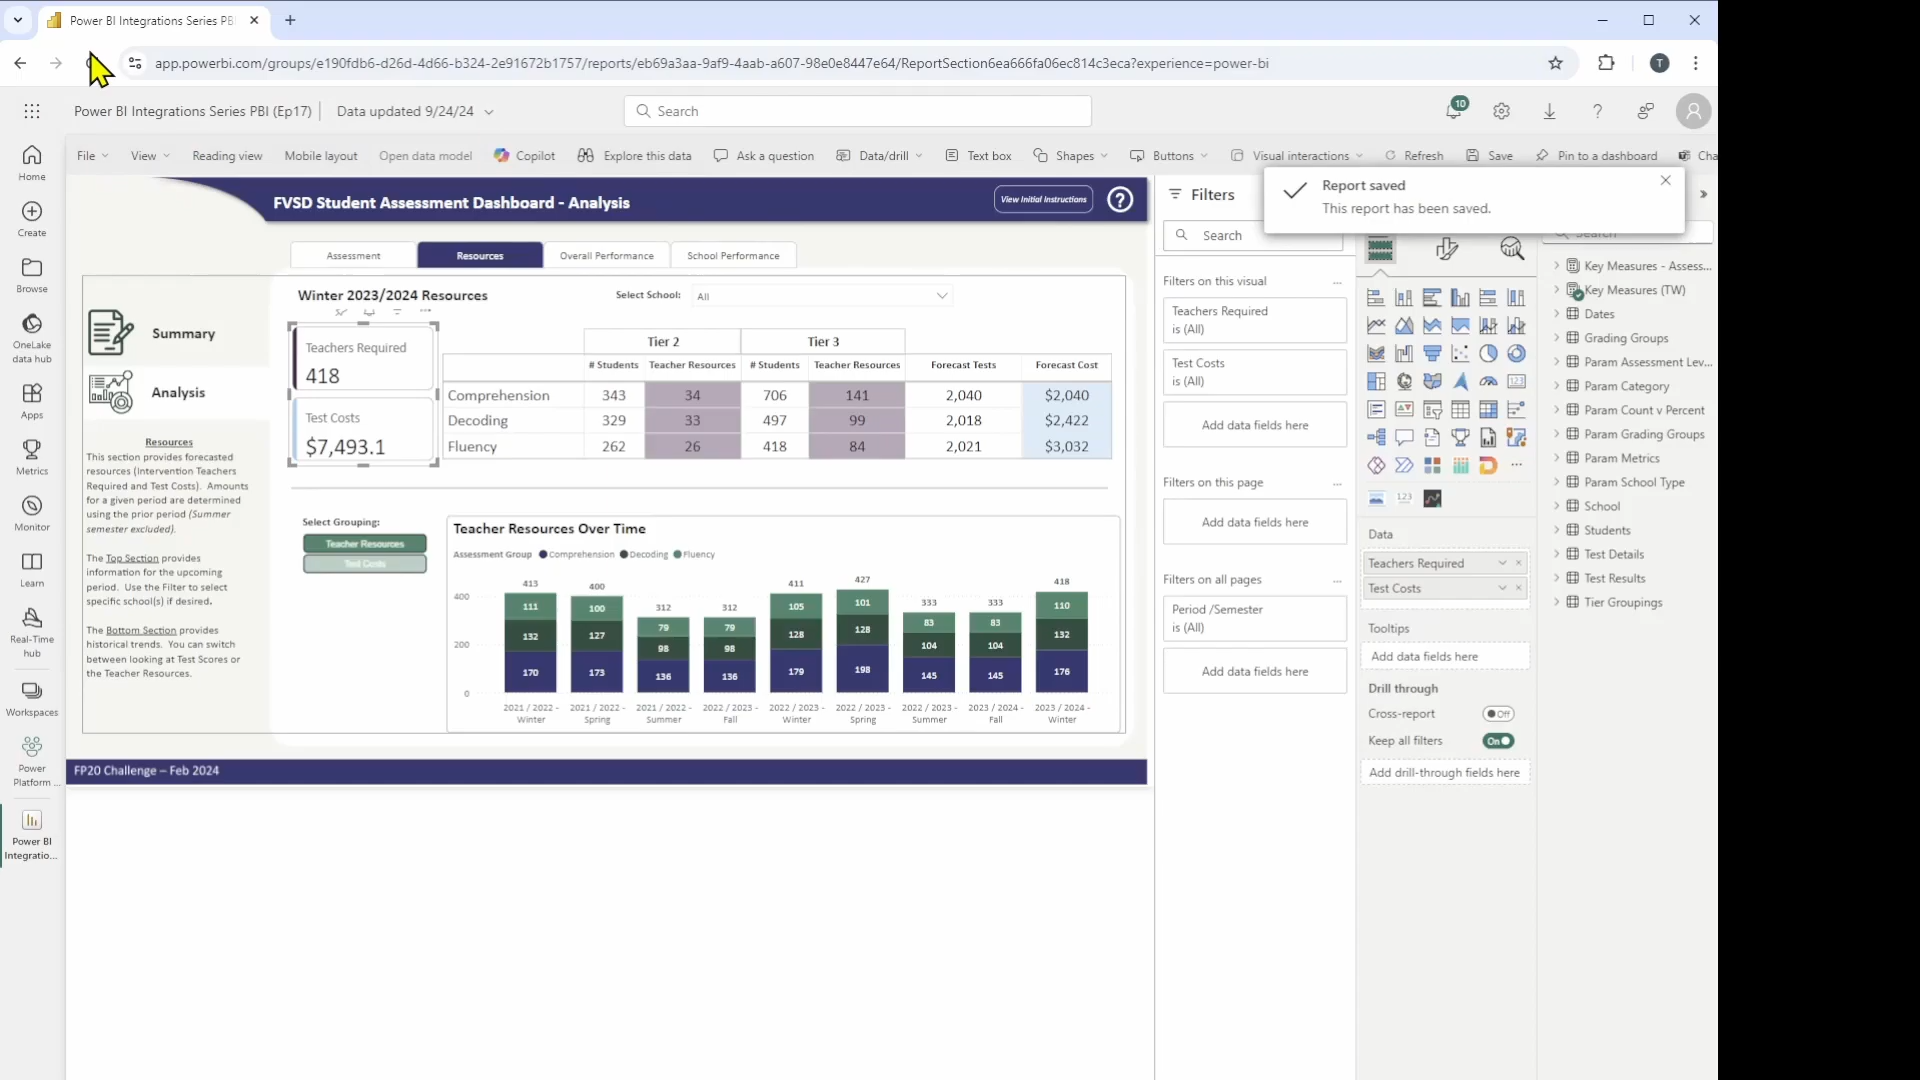 Power BI Integrations Series PB
app.powerbi.com/groups/e190fdb6-d26d-4d66-b324-2e91672b1757/reports/eb69a3aa-9af9-4aab-a607-98e0e8447e64/ReportSection6ea666fa06ec814c3eca?experience=power-bi
T
Power BI Integrations Series PBI (Ep17)
Data updated 9/24/24
Search
10
File
View
Reading view
Mobile layout
Open data model
Copilot
Explore this data
Ask a question
Data/drill
Text box
Shapes
Buttons
Visual interactions
Refresh
Save
Pin to a dashboard
Cha
Home
Create
Browse
OneLake
data hub
Apps
Metrics
Monitor
Learn
Real-Time
hub
Workspaces
Power
Platform ...
Power BI
Integratio...
FVSD Student Assessment Dashboard - Analysis
View Initial Instructions
?
Assessment
Resources
Overall Performance
School Performance
Summary
Analysis
Resources
This section provides forecasted
resources (Intervention Teachers
Required and Test Costs). Amounts
for a given period are determined
using the prior period (Summer
semester excluded).
The Top Section provides
information for the upcoming
period. Use the Filter to select
specific school(s) if desired.
The Bottom Section provides
historical trends. You can switch
between looking at Test Scores or
the Teacher Resources.
Winter 2023/2024 Resources
Select School:
All
Teachers Required
418
Test Costs
$7,493.1
Tier 2
Tier 3
# Students
Teacher Resources
# Students
Teacher Resources
Forecast Tests
Forecast Cost
Comprehension 343 34 706 141 2,040 $2,040
Decoding 329 33 497 99 2,018 $2,422
Fluency 262 26 418 84 2,021 $3,032
Select Grouping:
Teacher Resources
Test Costs
Teacher Resources Over Time
Assessment Group Comprehension Decoding Fluency
400
200
0
413 400 312 312 411 427 333 333 418
111 100 79 79 105 101 83 83 110
132 127 98 98 128 128 104 104 132
170 173 136 136 179 198 145 145 176
2021 / 2022 - 2021 / 2022 - 2021 / 2022 - 2022 / 2023 - 2022 / 2023 - 2022 / 2023 - 2022 / 2023 - 2023 / 2024 - 2023 / 2024 -
Winter Spring Summer Fall Winter Spring Summer Fall Winter
FP20 Challenge – Feb 2024
Filters
Search
Filters on this visual
...
Teachers Required
is (All)
Test Costs
is (All)
Add data fields here
Filters on this page
...
Add data fields here
Filters on all pages
...
Period /Semester
is (All)
Add data fields here
Report saved
This report has been saved.
123
...
123
Data
Teachers Required
Test Costs
Tooltips
Add data fields here
Drill through
Cross-report
Off
Keep all filters
On
Add drill-through fields here
Search
Key Measures - Assess...
Key Measures (TW)
Dates
Grading Groups
Param Assessment Lev...
Param Category
Param Count v Percent
Param Grading Groups
Param Metrics
Param School Type
School
Students
Test Details
Test Results
Tier Groupings